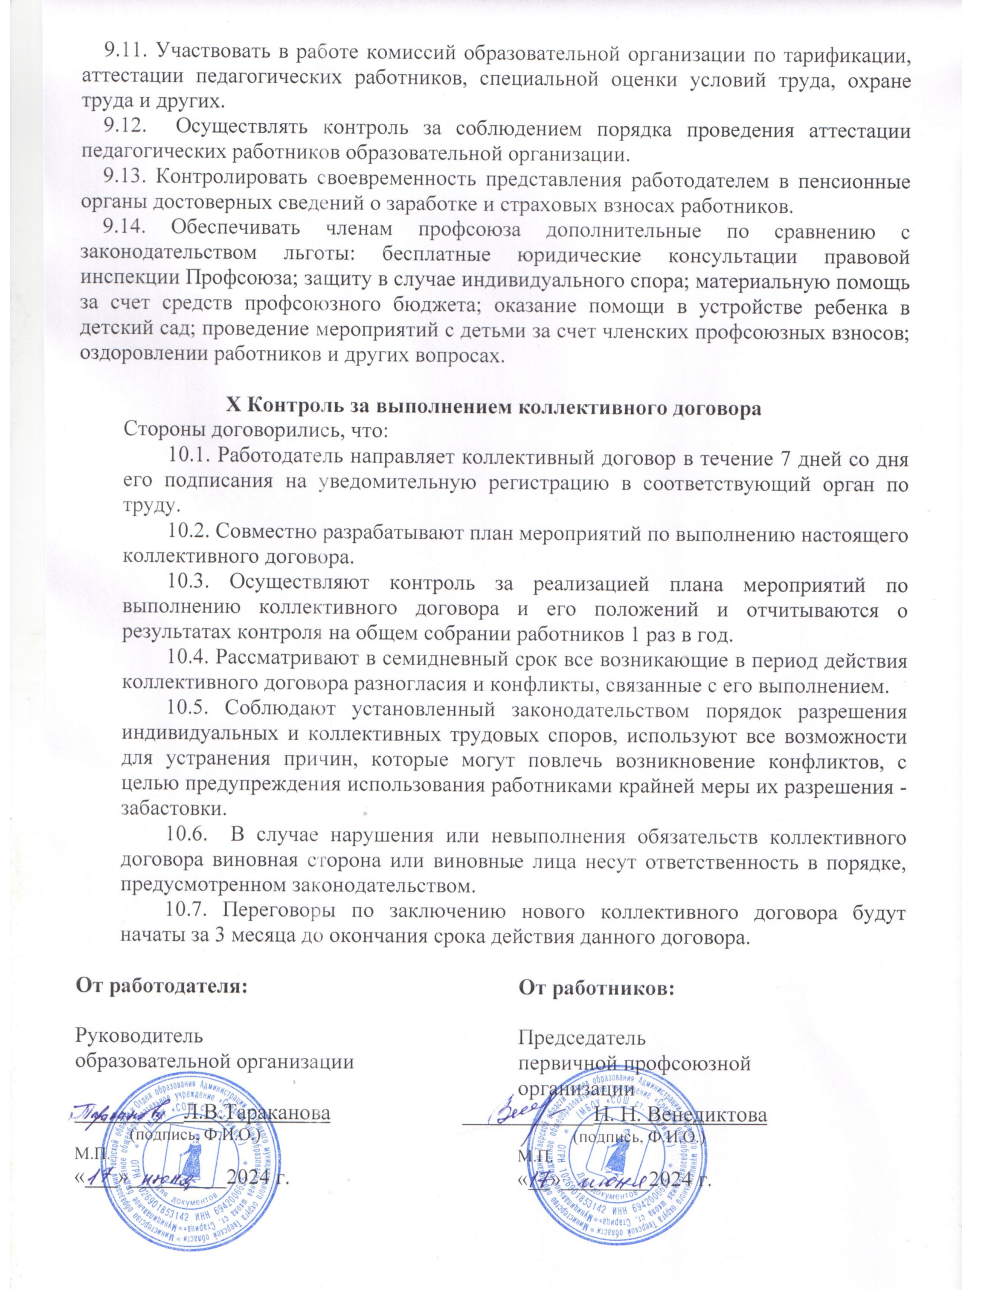 9.11. Участвовать в работе комиссий образовательной организации по тарификации,
аттестации педагогических работников, специальной оценки условий труда, охране
труда и других.
9.12. Осуществлять контроль за соблюдением порядка проведения аттестации
педагогических работников образовательной организации.
9.13. Контролировать своевременность представления работодателем в пенсионные
органы достоверных сведений о заработке и страховых взносах работников.
9.14. Обеспечивать членам профсоюза дополнительные по сравнению с
законодательством льготы: бесплатные юридические консультации правовой
инспекции Профсоюза; защиту в случае индивидуального спора; материальную помощь
за счет средств профсоюзного бюджета; оказание помощи в устройстве ребенка в
детский сад; проведение мероприятий с детьми за счет членских профсоюзных взносов;
оздоровлении работников и других вопросах.
X Контроль за выполнением коллективного договора
Стороны договорились, что:
10.1. Работодатель направляет коллективный договор в течение 7 дней со дня
его подписания на уведомительную регистрацию в соответствующий орган по
труду.
10.2. Совместно разрабатывают план мероприятий по выполнению настоящего
коллективного договора.
10.3. Осуществляют контроль за реализацией плана мероприятий по
выполнению коллективного договора и его положений и отчитываются о
результатах контроля на общем собрании работников 1 раз в год.
10.4. Рассматривают в семидневный срок все возникающие в период действия
коллективного договора разногласия и конфликты, связанные с его выполнением.
10.5. Соблюдают установленный законодательством порядок разрешения
индивидуальных и коллективных трудовых споров, используют все возможности
для устранения причин, которые могут повлечь возникновение конфликтов, с
целью предупреждения использования работниками крайней меры их разрешения -
забастовки.
10.6. В случае нарушения или невыполнения обязательств коллективного
договора виновная сторона или виновные лица несут ответственность в порядке,
предусмотренном законодательством.
10.7. Переговоры по заключению нового коллективного договора будут
начаты за 3 месяца до окончания срока действия данного договора.
От работодателя:
Руководитель
образовательной организации
Л.В.Тараканова
(подпись, Ф.И.О.)
М.П.
«17» июня 2024 г.
От работников:
Председатель
первичной профсоюзной
организации
Н. Н. Венедиктова
(подпись, Ф.И.О.)
М.П.
«17» июня 2024 г.